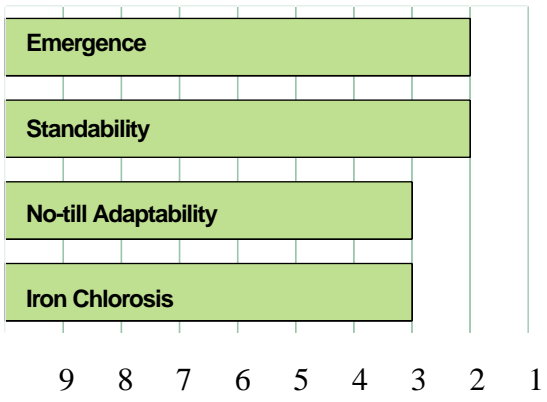 Emergence
Standability
No-till Adaptability
Iron Chlorosis
9 8 7 6 5 4 3 2 1